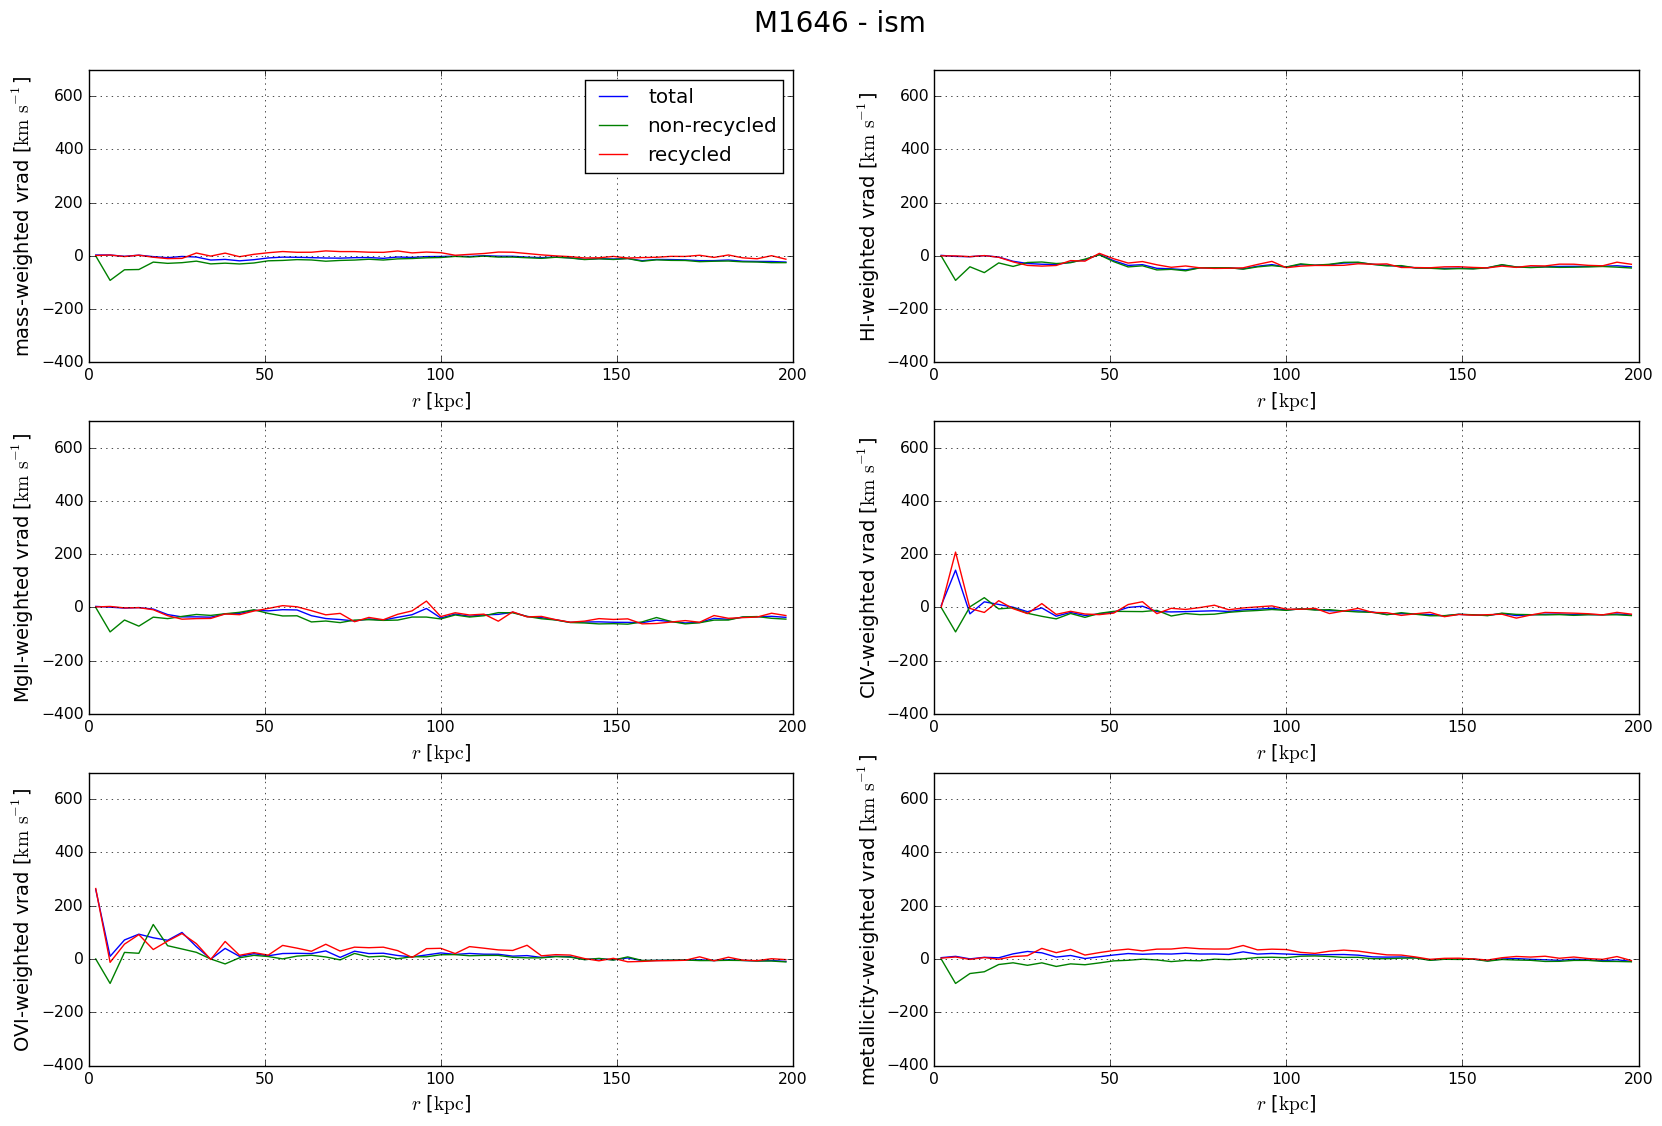 M1646 - ism
mass-weighted vrad [km s⁻¹]
600
400
200
0
−200
−400
total
non-recycled
recycled
0 50 100 150 200
r [kpc]
HI-weighted vrad [km s⁻¹]
600
400
200
0
−200
−400
0 50 100 150 200
r [kpc]
MgII-weighted vrad [km s⁻¹]
600
400
200
0
−200
−400
0 50 100 150 200
r [kpc]
CIV-weighted vrad [km s⁻¹]
600
400
200
0
−200
−400
0 50 100 150 200
r [kpc]
OVI-weighted vrad [km s⁻¹]
600
400
200
0
−200
−400
0 50 100 150 200
r [kpc]
metallicity-weighted vrad [km s⁻¹]
600
400
200
0
−200
−400
0 50 100 150 200
r [kpc]